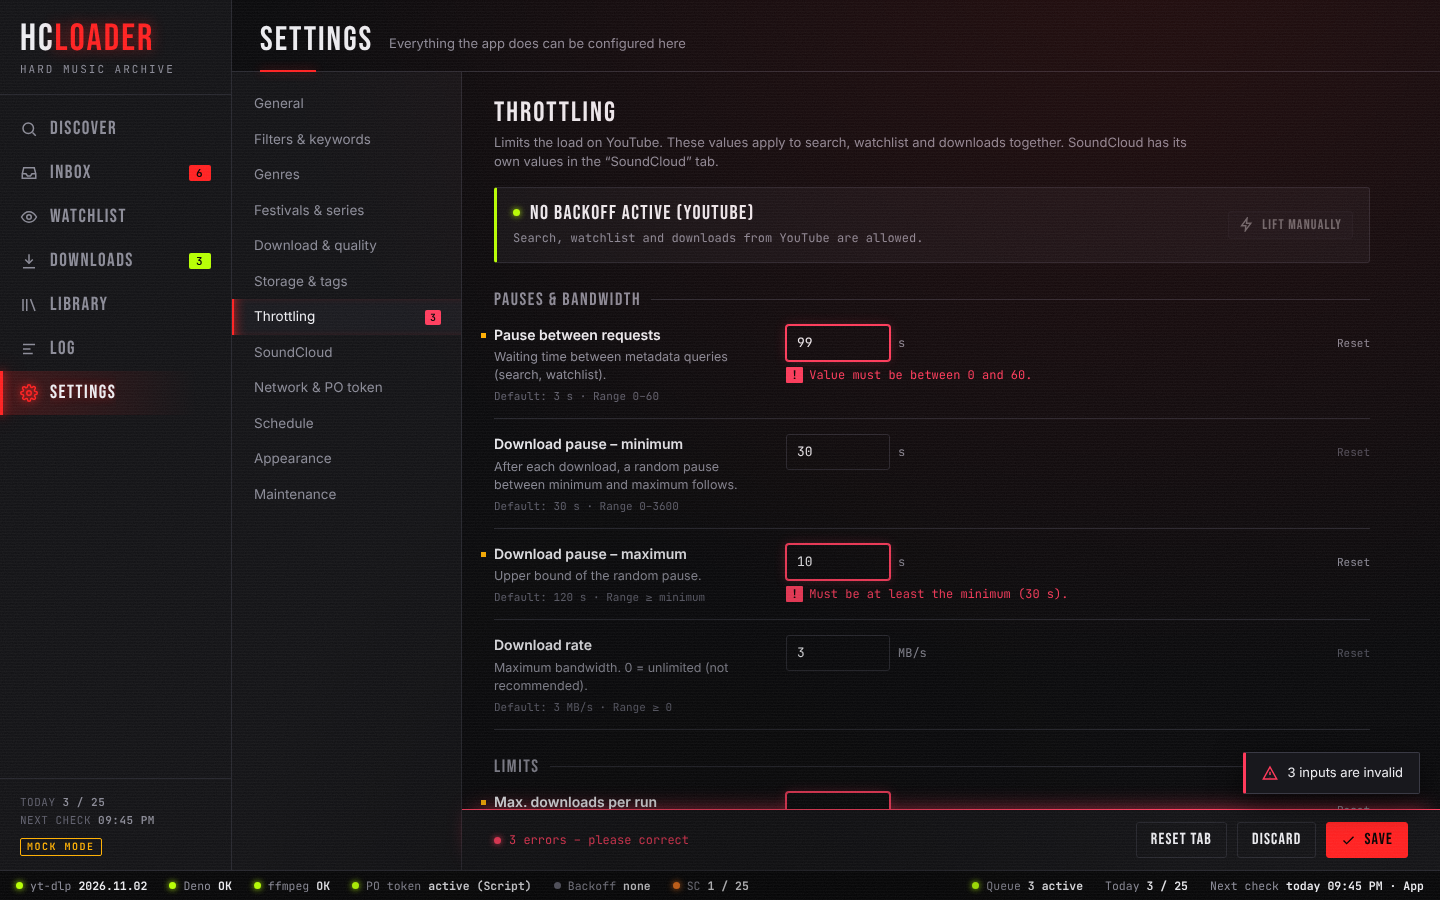 HCLOADER
HARD MUSIC ARCHIVE
DISCOVER
INBOX 6
WATCHLIST
DOWNLOADS 3
LIBRARY
LOG
SETTINGS
TODAY 3 / 25
NEXT CHECK 09:45 PM
MOCK MODE
SETTINGS Everything the app does can be configured here
General
Filters & keywords
Genres
Festivals & series
Download & quality
Storage & tags
Throttling 3
SoundCloud
Network & PO token
Schedule
Appearance
Maintenance
THROTTLING
Limits the load on YouTube. These values apply to search, watchlist and downloads together. SoundCloud has its
own values in the “SoundCloud” tab.
NO BACKOFF ACTIVE (YOUTUBE)
Search, watchlist and downloads from YouTube are allowed.
LIFT MANUALLY
PAUSES & BANDWIDTH
Pause between requests
Waiting time between metadata queries
(search, watchlist).
Default: 3 s · Range 0–60
99 s
! Value must be between 0 and 60.
Reset
Download pause – minimum
After each download, a random pause
between minimum and maximum follows.
Default: 30 s · Range 0–3600
30 s
Reset
Download pause – maximum
Upper bound of the random pause.
Default: 120 s · Range ≥ minimum
10 s
! Must be at least the minimum (30 s).
Reset
Download rate
Maximum bandwidth. 0 = unlimited (not
recommended).
Default: 3 MB/s · Range ≥ 0
3 MB/s
Reset
LIMITS
Max. downloads per run
Reset
3 inputs are invalid
3 errors – please correct
RESET TAB
DISCARD
SAVE
yt-dlp 2026.11.02 Deno OK ffmpeg OK PO token active (Script) Backoff none SC 1 / 25 Queue 3 active Today 3 / 25 Next check today 09:45 PM · App